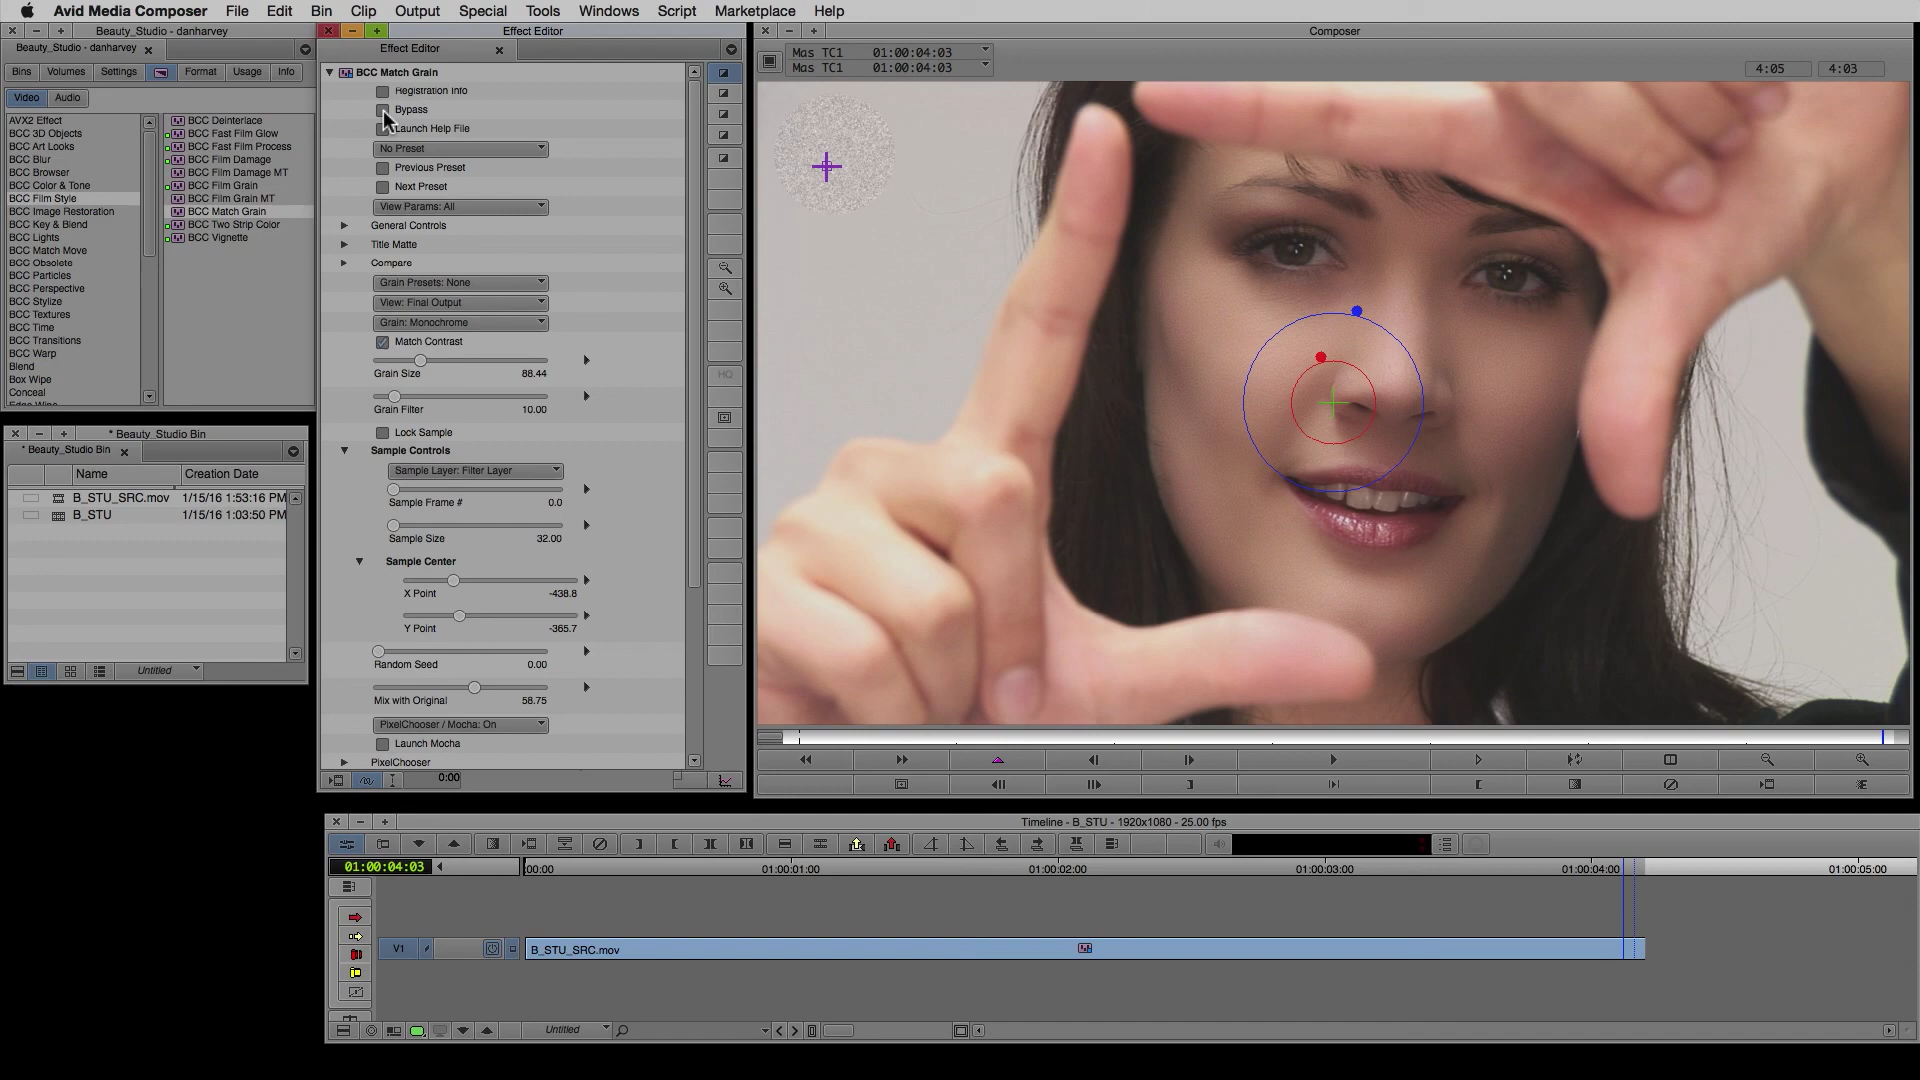 Avid Media Composer File Edit Bin Clip Output Special Tools Windows Script Marketplace Help
Beauty_Studio - danharvey
Beauty_Studio - danharvey
Bins Volumes Settings Format Usage Info
Video Audio
AVX2 Effect
BCC 3D Objects
BCC Art Looks
BCC Blur
BCC Browser
BCC Color & Tone
BCC Film Style
BCC Image Restoration
BCC Key & Blend
BCC Lights
BCC Match Move
BCC Obsolete
BCC Particles
BCC Perspective
BCC Stylize
BCC Textures
BCC Time
BCC Transitions
BCC Warp
Blend
Box Wipe
Conceal
Edge Wipe
BCC Deinterlace
BCC Fast Film Glow
BCC Fast Film Process
BCC Film Damage
BCC Film Damage MT
BCC Film Grain
BCC Film Grain MT
BCC Match Grain
BCC Two Strip Color
BCC Vignette
* Beauty_Studio Bin
* Beauty_Studio Bin
Name Creation Date
B_STU_SRC.mov 1/15/16 1:53:16 PM
B_STU 1/15/16 1:03:50 PM
Untitled
Effect Editor
Effect Editor
BCC Match Grain
Registration Info
Bypass
Launch Help File
No Preset
Previous Preset
Next Preset
View Params: All
General Controls
Title Matte
Compare
Grain Presets: None
View: Final Output
Grain: Monochrome
Match Contrast
Grain Size 88.44
Grain Filter 10.00
Lock Sample
Sample Controls
Sample Layer: Filter Layer
Sample Frame # 0.0
Sample Size 32.00
Sample Center
X Point -438.8
Y Point -365.7
Random Seed 0.00
Mix with Original 58.75
PixelChooser / Mocha: On
Launch Mocha
PixelChooser
0:00
HQ
Composer
Mas TC1 01:00:04:03
Mas TC1 01:00:04:03
4:05 4:03
Timeline - B_STU - 1920x1080 - 25.00 fps
01:00:04:03
:00:00 01:00:01:00 01:00:02:00 01:00:03:00 01:00:04:00 01:00:05:00
V1
B_STU_SRC.mov
Untitled